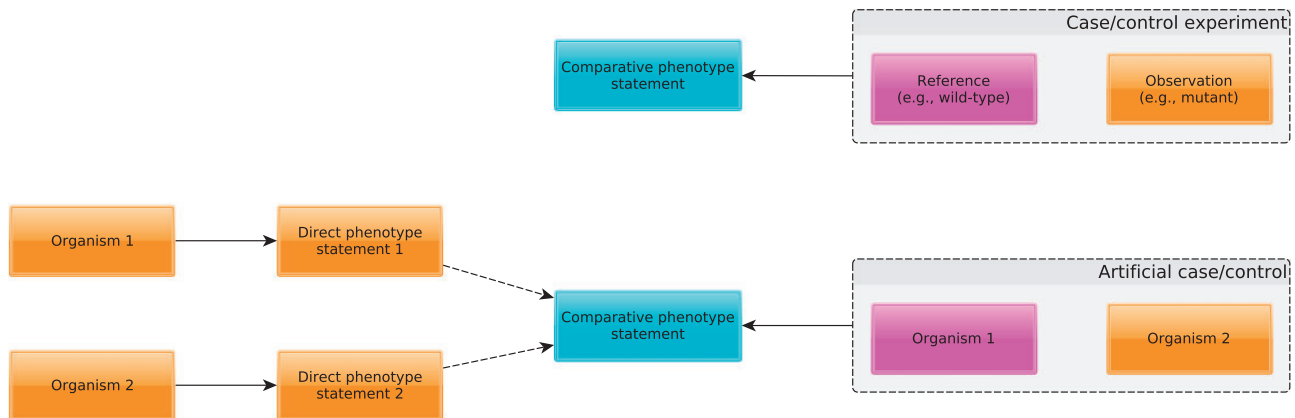 Case/control experiment
Comparative phenotype
statement
Reference
(e.g., wild-type)
Observation
(e.g., mutant)
Organism 1
Direct phenotype
statement 1
Artificial case/control
Comparative phenotype
statement
Organism 1
Organism 2
Organism 2
Direct phenotype
statement 2